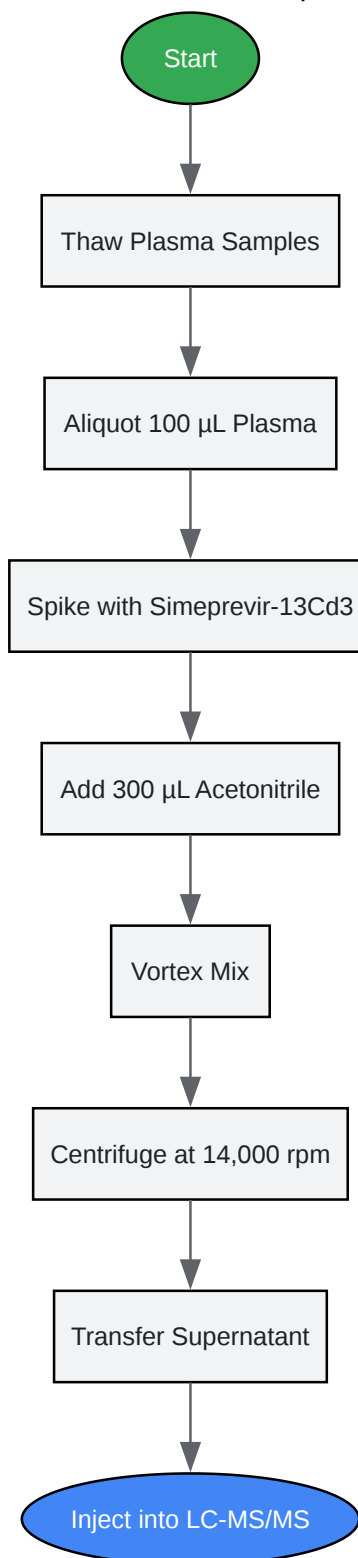 Start
Thaw Plasma Samples
Aliquot 100 µL Plasma
Spike with Simeprevir-13Cd3
Add 300 µL Acetonitrile
Vortex Mix
Centrifuge at 14,000 rpm
Transfer Supernatant
Inject into LC-MS/MS